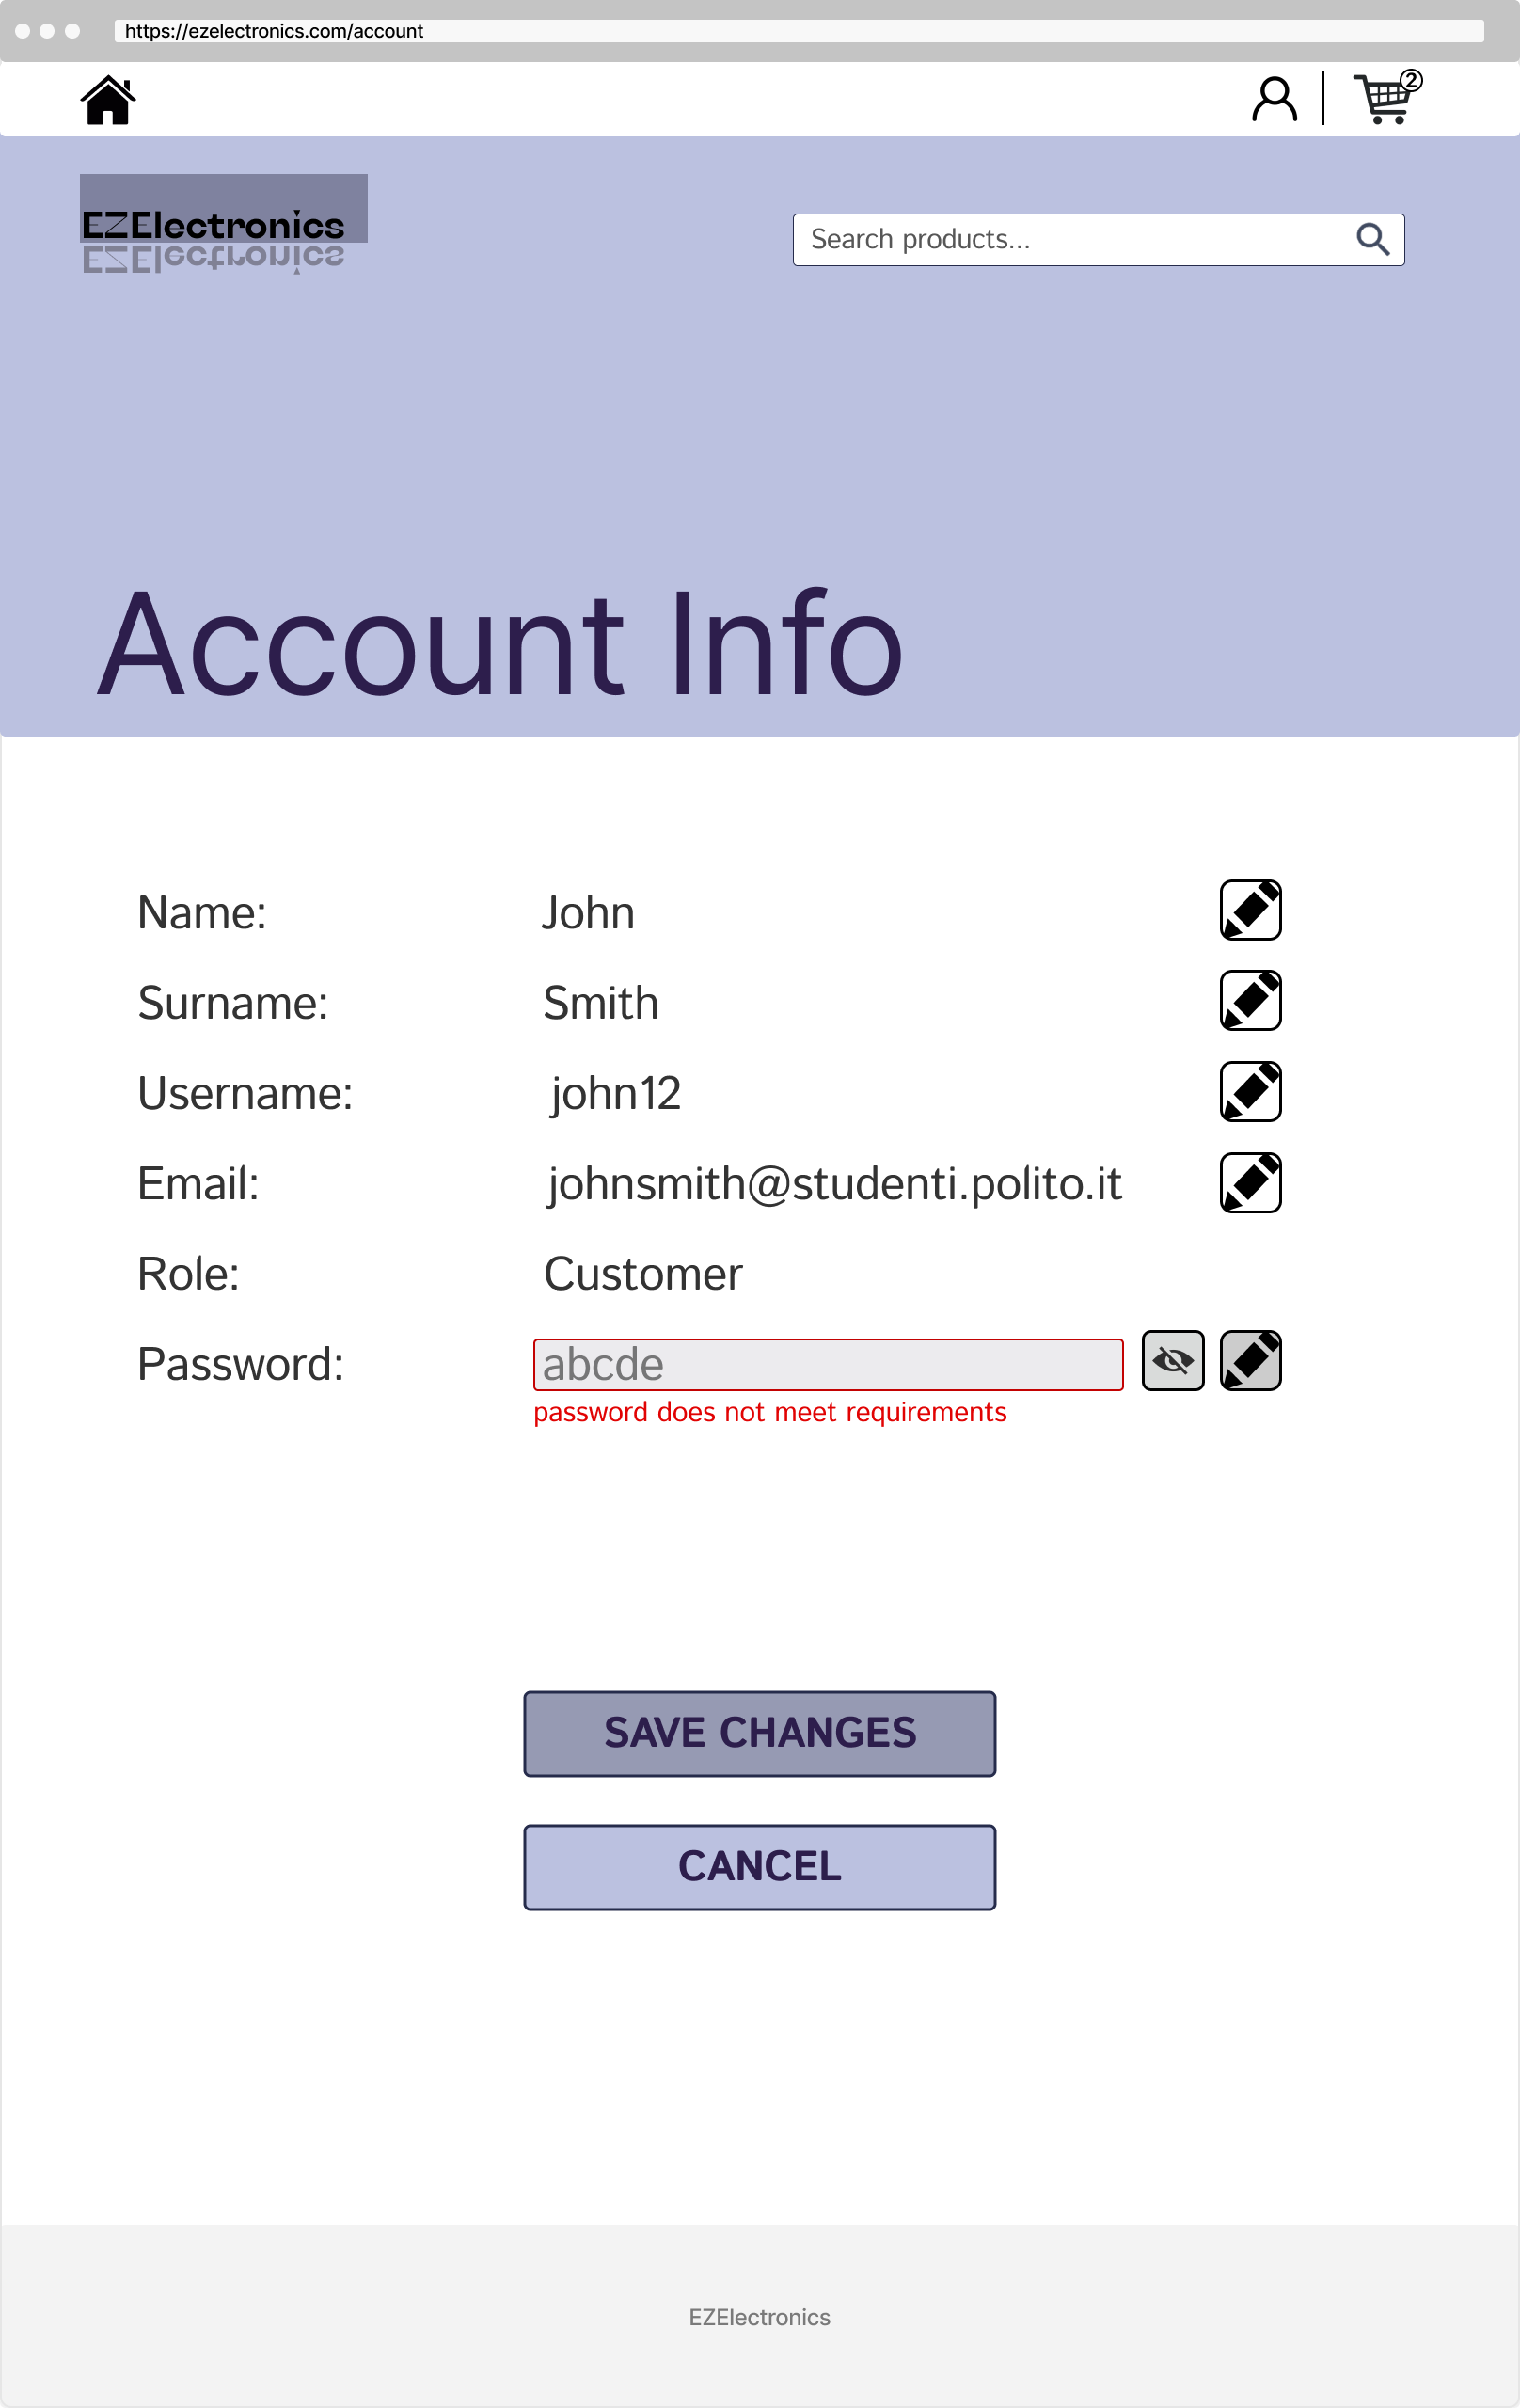 https://ezelectronics.com/account
2
EZElectronics
EZElectronics
Search products...
Account Info
Name: John
Surname: Smith
Username: john12
Email: johnsmith@studenti.polito.it
Role: Customer
Password: abcde
password does not meet requirements
SAVE CHANGES
CANCEL
EZElectronics